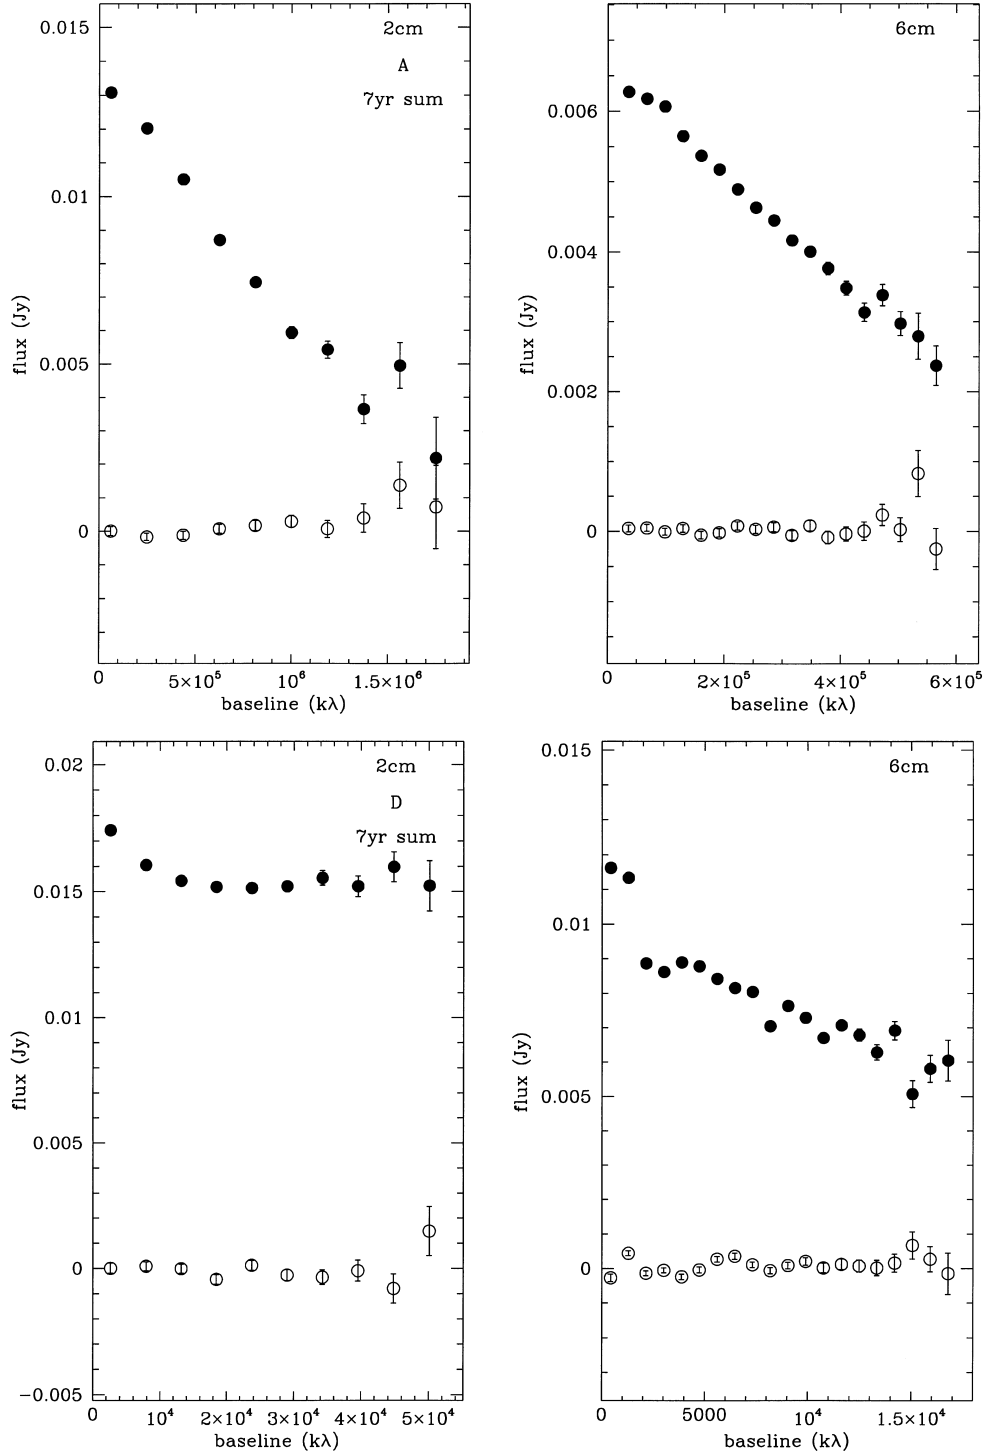 2cm
A
7yr sum
0.015
0.01
0.005
0
flux (Jy)
0
5×10⁵
10⁶
1.5×10⁶
baseline (kλ)
6cm
0.006
0.004
0.002
0
flux (Jy)
0
2×10⁵
4×10⁵
6×10⁵
baseline (kλ)
2cm
D
7yr sum
0.02
0.015
0.01
0.005
0
−0.005
flux (Jy)
0
10⁴
2×10⁴
3×10⁴
4×10⁴
5×10⁴
baseline (kλ)
6cm
0.015
0.01
0.005
0
flux (Jy)
0
5000
10⁴
1.5×10⁴
baseline (kλ)